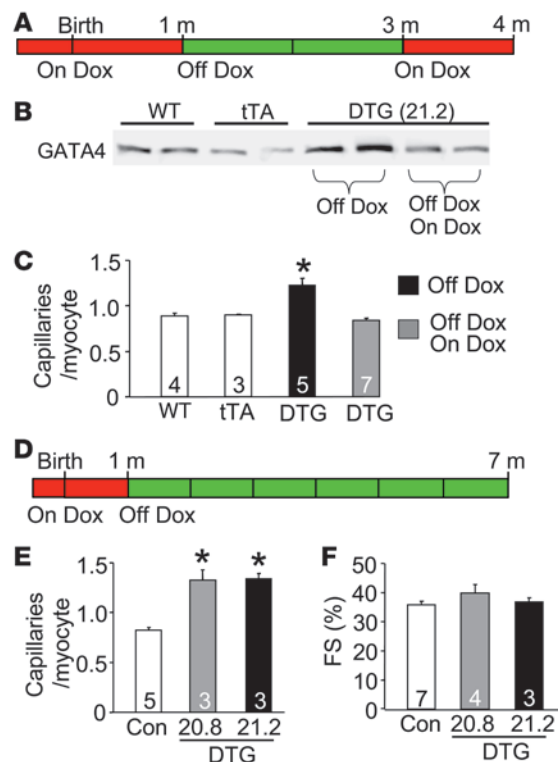 A
Birth 1 m 3 m 4 m
On Dox Off Dox On Dox
B
WT tTA DTG (21.2)
GATA4
Off Dox Off Dox
On Dox
C
Capillaries
/myocyte
1.5
1.0
0.5
0
4 3 5 7
*
WT tTA DTG DTG
Off Dox
Off Dox
On Dox
D
Birth 1 m 7 m
On Dox Off Dox
E
Capillaries
/myocyte
1.5
1.0
0.5
0
* *
5 3 3
Con 20.8 21.2
DTG
F
FS (%)
50
40
30
20
10
0
7 4 3
Con 20.8 21.2
DTG